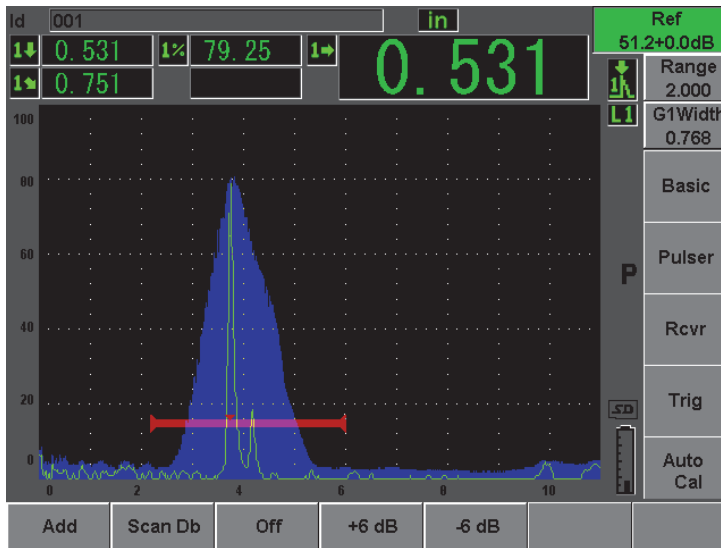 Id 001 in Ref
51.2+0.0dB
1 0.531 1% 79.25 1 0.531
1 0.751
Range
2.000
L1
G1Width
0.768
100
80
60
40
20
0
0 2 4 6 8 10
P
SD
Basic
Pulser
Rcvr
Trig
Auto
Cal
Add Scan Db Off +6 dB -6 dB